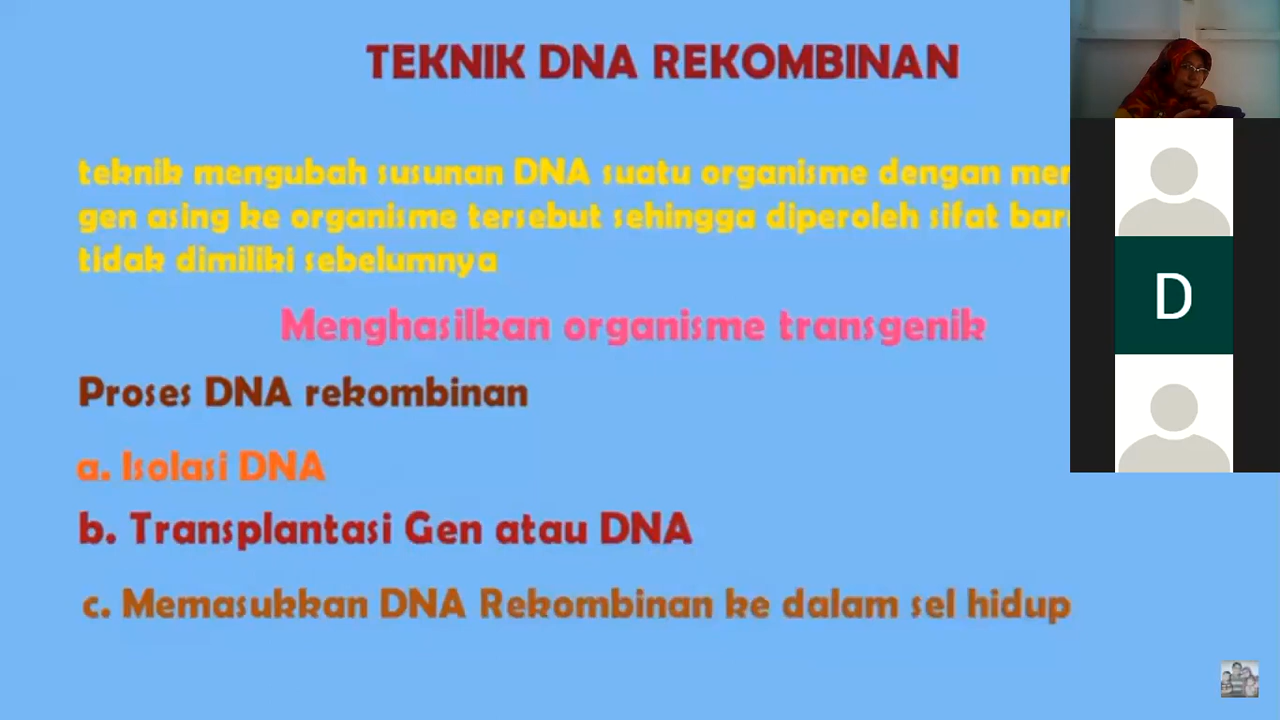 TEKNIK DNA REKOMBINAN
teknik mengubah susunan DNA suatu organisme dengan
gen asing ke organisme tersebut sehingga diperoleh sifat
tidak dimiliki sebelumnya
Menghasilkan organisme transgenik
Proses DNA rekombinan
a. Isolasi DNA
b. Transplantasi Gen atau DNA
c. Memasukkan DNA Rekombinan ke dalam sel hidup
D